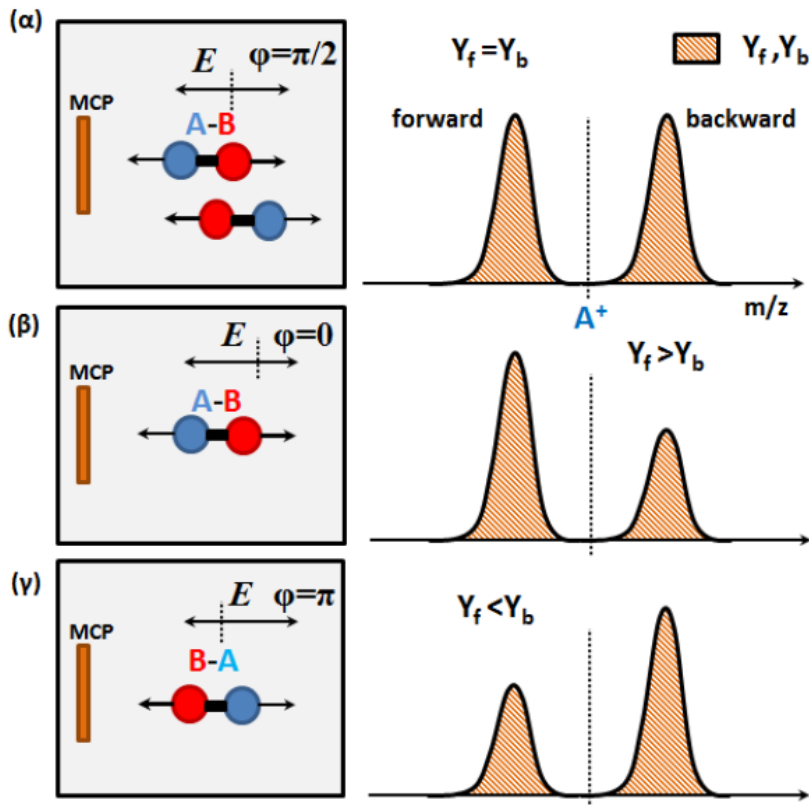 (α)
E φ=π/2
MCP
A-B
Y_f=Y_b
Y_f,Y_b
forward
backward
A⁺
m/z
(β)
E φ=0
MCP
A-B
Y_f>Y_b
(γ)
E φ=π
MCP
B-A
Y_f<Y_b